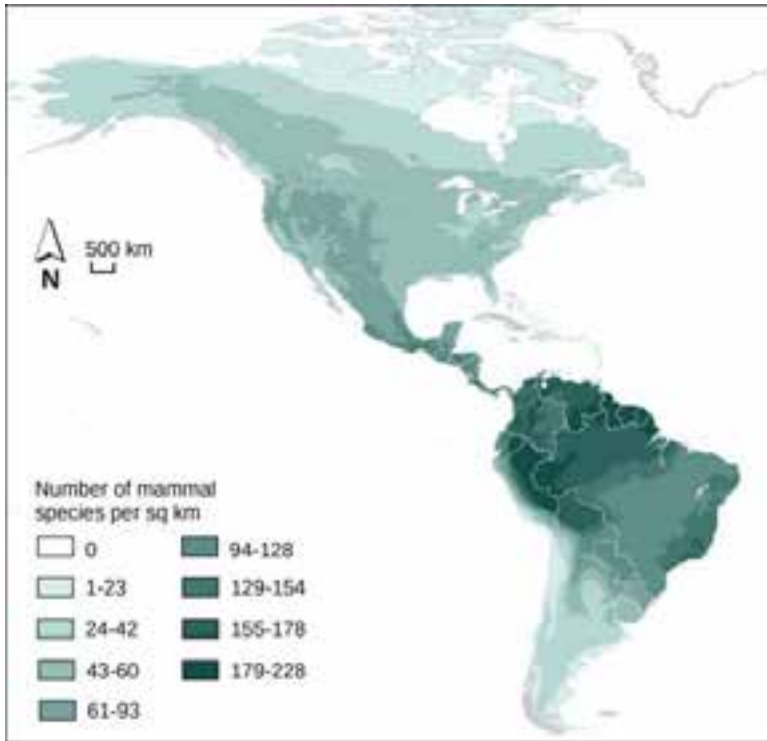 500 km
N
Number of mammal
species per sq km
0
1-23
24-42
43-60
61-93
94-128
129-154
155-178
179-228